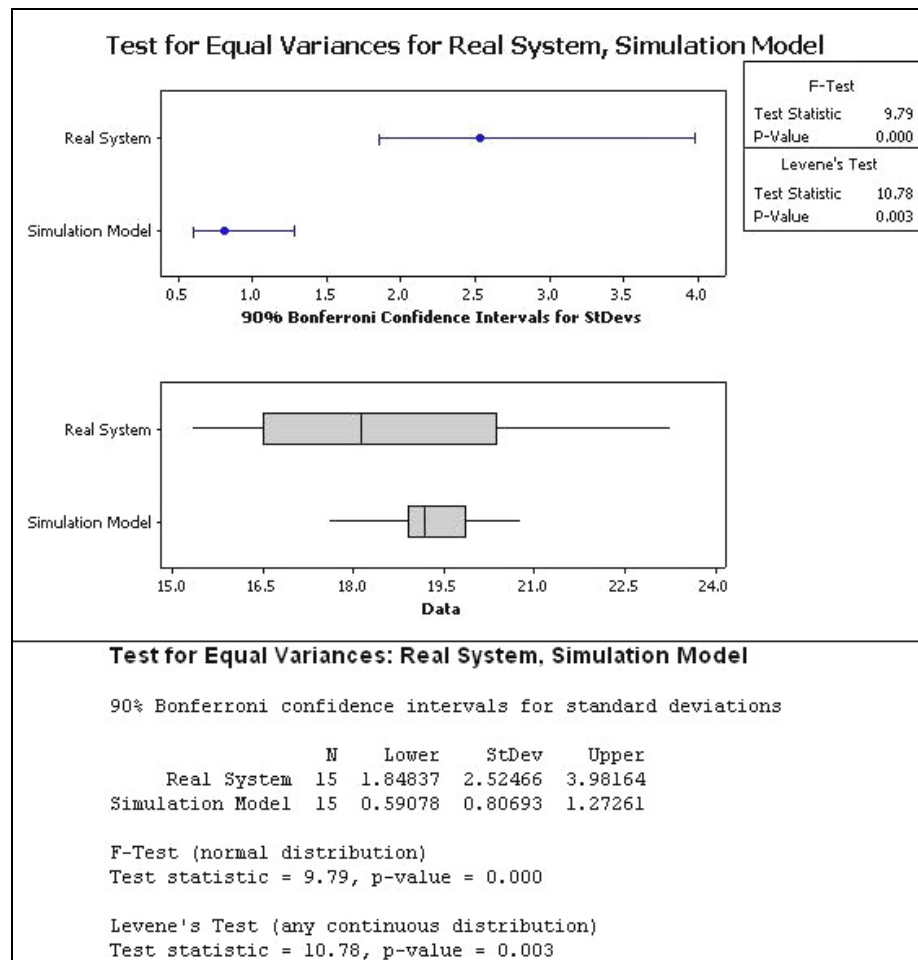 Test for Equal Variances for Real System, Simulation Model
F-Test
Test Statistic 9.79
P-Value 0.000
Levene's Test
Test Statistic 10.78
P-Value 0.003
Real System
Simulation Model
0.5 1.0 1.5 2.0 2.5 3.0 3.5 4.0
90% Bonferroni Confidence Intervals for StDevs
Real System
Simulation Model
15.0 16.5 18.0 19.5 21.0 22.5 24.0
Data
Test for Equal Variances: Real System, Simulation Model
90% Bonferroni confidence intervals for standard deviations
N Lower StDev Upper
Real System 15 1.84837 2.52466 3.98164
Simulation Model 15 0.59078 0.80693 1.27261
F-Test (normal distribution)
Test statistic = 9.79, p-value = 0.000
Levene's Test (any continuous distribution)
Test statistic = 10.78, p-value = 0.003